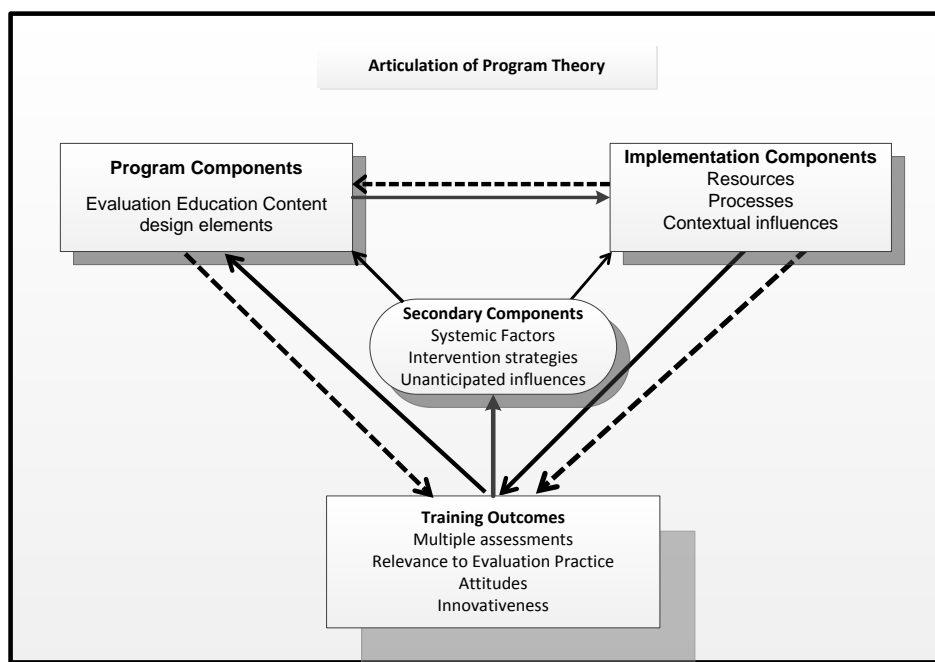 Articulation of Program Theory
Program Components
Evaluation Education Content
design elements
Implementation Components
Resources
Processes
Contextual influences
Secondary Components
Systemic Factors
Intervention strategies
Unanticipated influences
Training Outcomes
Multiple assessments
Relevance to Evaluation Practice
Attitudes
Innovativeness